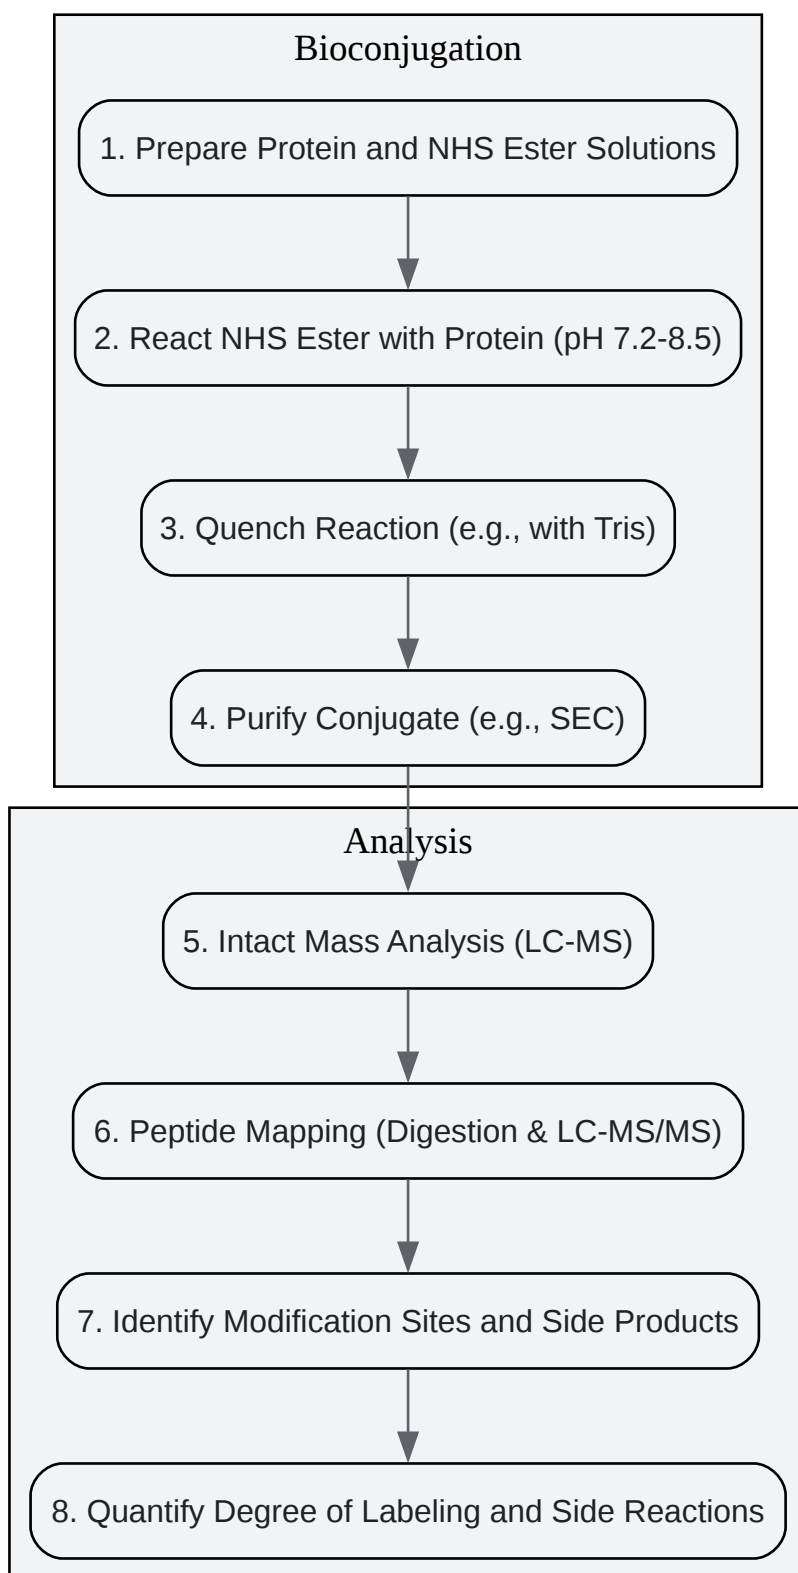 Bioconjugation
1. Prepare Protein and NHS Ester Solutions
2. React NHS Ester with Protein (pH 7.2-8.5)
3. Quench Reaction (e.g., with Tris)
4. Purify Conjugate (e.g., SEC)
Analysis
5. Intact Mass Analysis (LC-MS)
6. Peptide Mapping (Digestion & LC-MS/MS)
7. Identify Modification Sites and Side Products
8. Quantify Degree of Labeling and Side Reactions